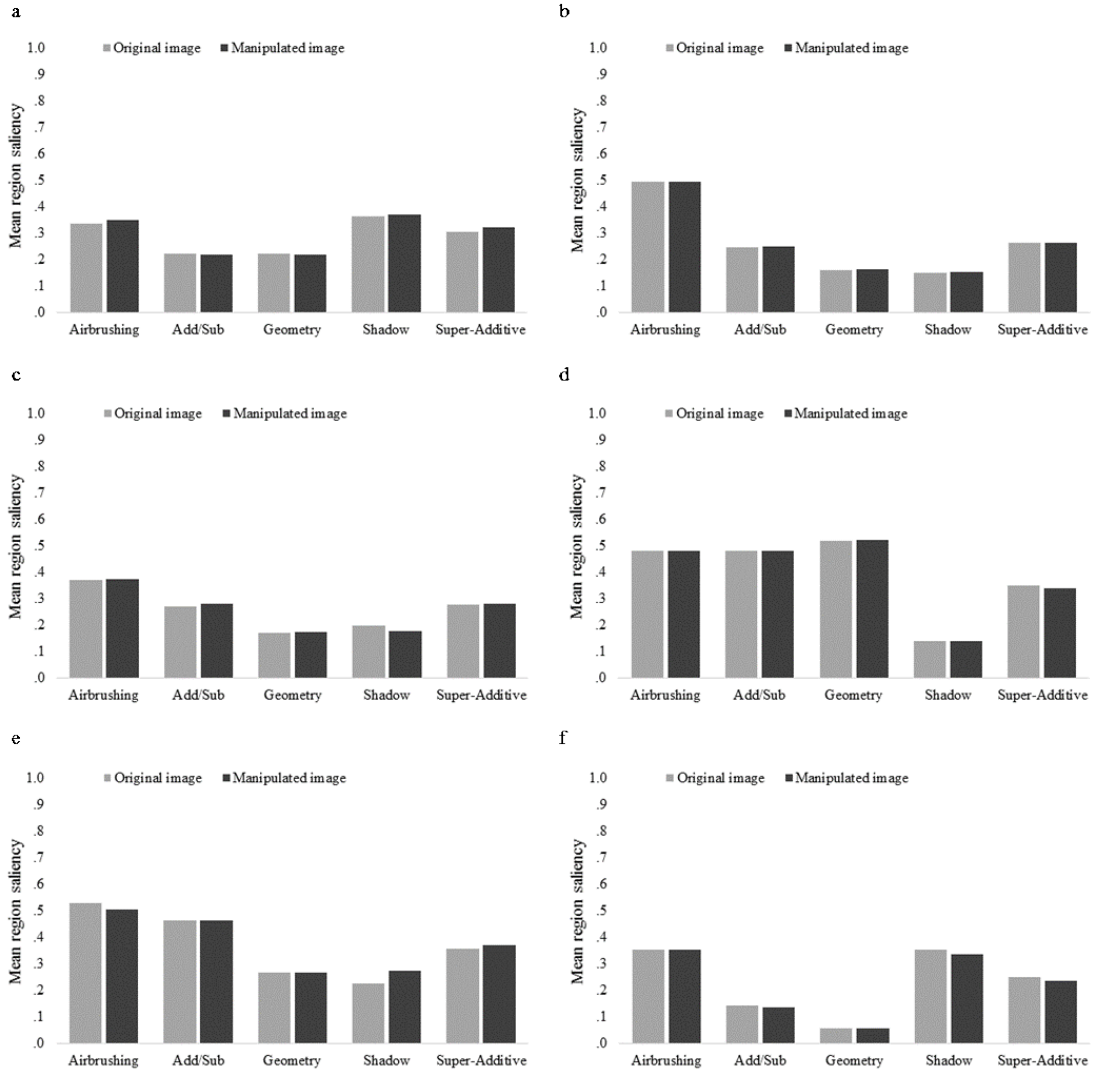 a
Original image Manipulated image
Mean region saliency
1.0
.9
.8
.7
.6
.5
.4
.3
.2
.1
.0
Airbrushing Add/Sub Geometry Shadow Super-Additive
b
Original image Manipulated image
Mean region saliency
1.0
.9
.8
.7
.6
.5
.4
.3
.2
.1
.0
Airbrushing Add/Sub Geometry Shadow Super-Additive
c
Original image Manipulated image
Mean region saliency
1.0
.9
.8
.7
.6
.5
.4
.3
.2
.1
.0
Airbrushing Add/Sub Geometry Shadow Super-Additive
d
Original image Manipulated image
Mean region saliency
1.0
.9
.8
.7
.6
.5
.4
.3
.2
.1
.0
Airbrushing Add/Sub Geometry Shadow Super-Additive
e
Original image Manipulated image
Mean region saliency
1.0
.9
.8
.7
.6
.5
.4
.3
.2
.1
.0
Airbrushing Add/Sub Geometry Shadow Super-Additive
f
Original image Manipulated image
Mean region saliency
1.0
.9
.8
.7
.6
.5
.4
.3
.2
.1
.0
Airbrushing Add/Sub Geometry Shadow Super-Additive